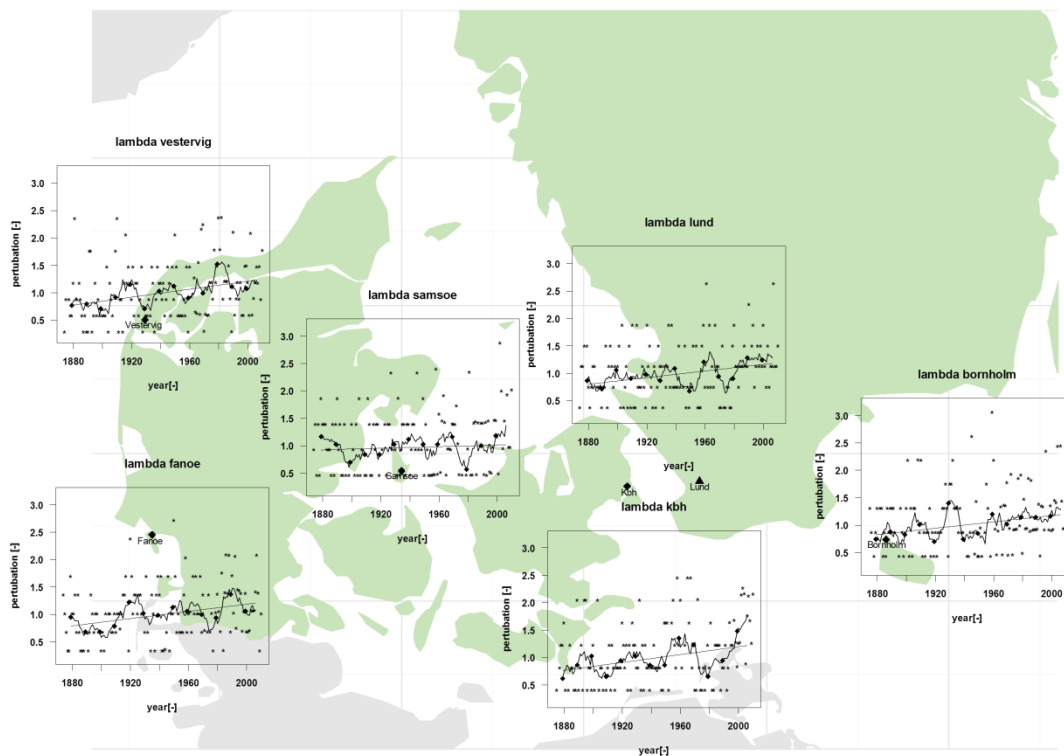 lambda vestervig
pertubation [-]
3.0
2.5
2.0
1.5
1.0
0.5
Vestervig
1880 1920 1960 2000
year[-]
lambda samsoe
pertubation [-]
3.0
2.5
2.0
1.5
1.0
0.5
Samsoe
1880 1920 1960 2000
year[-]
lambda lund
pertubation [-]
3.0
2.5
2.0
1.5
1.0
0.5
1880 1920 1960 2000
year[-]
Kbh
Lund
lambda bornholm
pertubation [-]
3.0
2.5
2.0
1.5
1.0
0.5
Bornholm
1880 1920 1960 2000
year[-]
lambda fanoe
pertubation [-]
3.0
2.5
2.0
1.5
1.0
0.5
Fanoe
1880 1920 1960 2000
year[-]
lambda kbh
pertubation [-]
3.0
2.5
2.0
1.5
1.0
0.5
1880 1920 1960 2000
year[-]